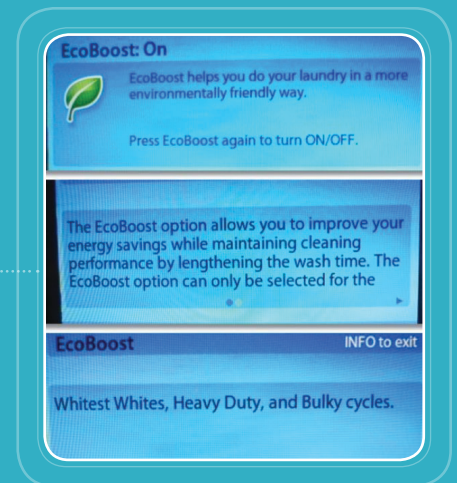 EcoBoost: On
EcoBoost helps you do your laundry in a more
environmentally friendly way.
Press EcoBoost again to turn ON/OFF.
The EcoBoost option allows you to improve your
energy savings while maintaining cleaning
performance by lengthening the wash time. The
EcoBoost option can only be selected for the
EcoBoost
INFO to exit
Whitest Whites, Heavy Duty, and Bulky cycles.